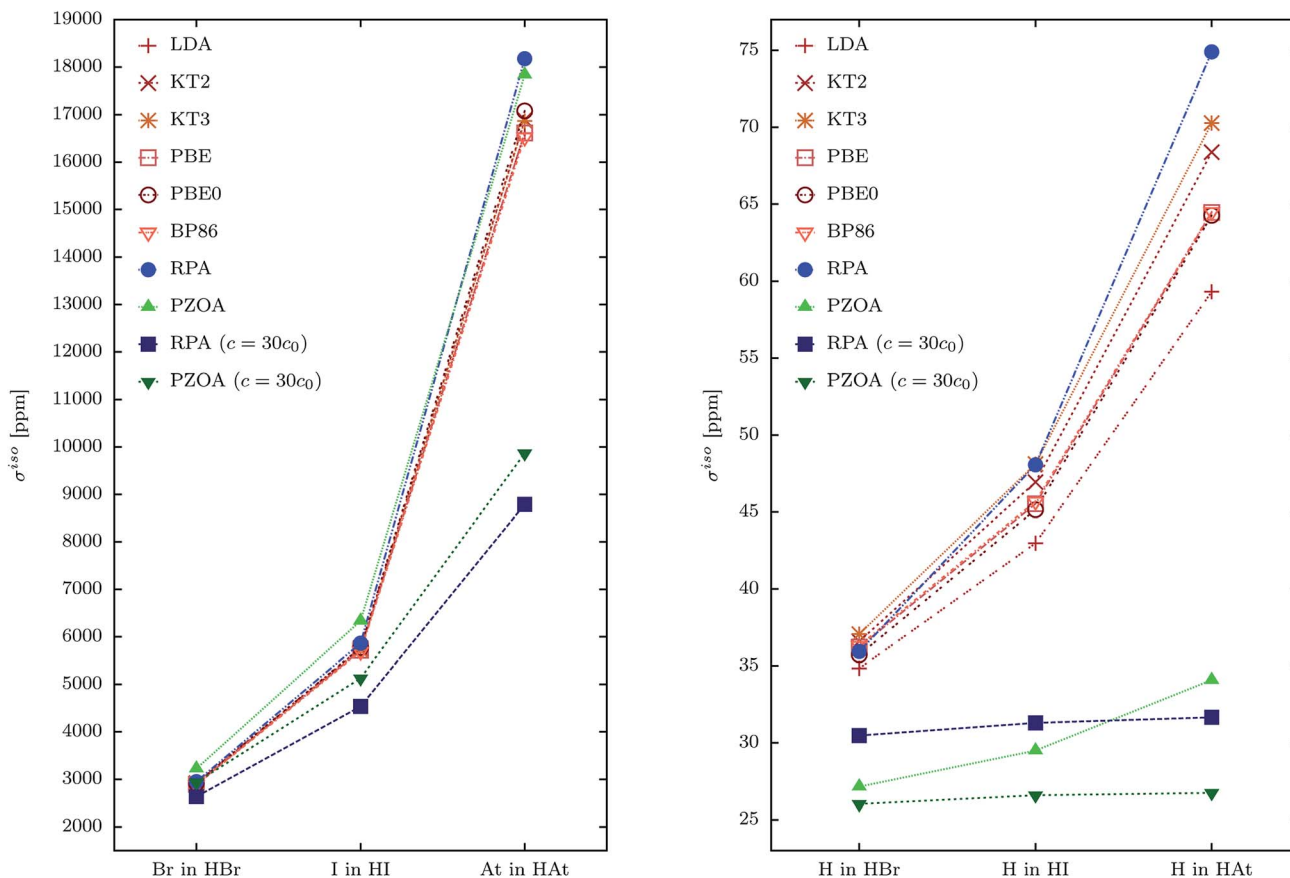 19000
18000
17000
16000
15000
14000
13000
12000
11000
10000
9000
8000
7000
6000
5000
4000
3000
2000
σ^iso [ppm]
LDA
KT2
KT3
PBE
PBE0
BP86
RPA
PZOA
RPA (c = 30c₀)
PZOA (c = 30c₀)
Br in HBr
I in HI
At in HAt
75
70
65
60
55
50
45
40
35
30
25
σ^iso [ppm]
LDA
KT2
KT3
PBE
PBE0
BP86
RPA
PZOA
RPA (c = 30c₀)
PZOA (c = 30c₀)
H in HBr
H in HI
H in HAt